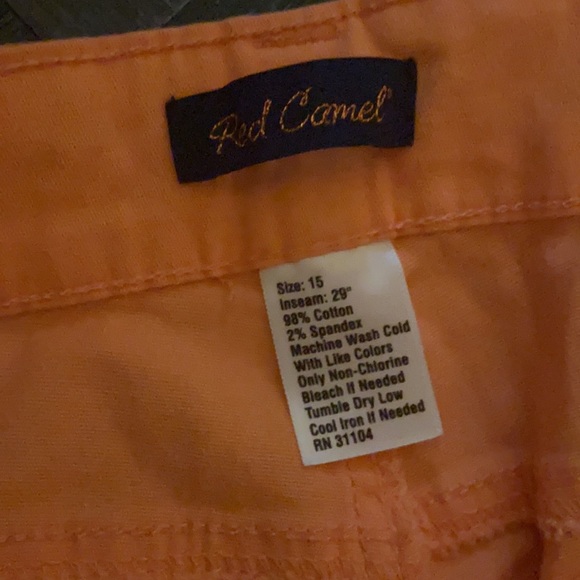 Red Camel
Size: 15
Inseam: 29"
98% Cotton
2% Spandex
Machine Wash Cold
With Like Colors
Only Non-Chlorine
Bleach If Needed
Tumble Dry Low
Cool Iron If Needed
RN 31104